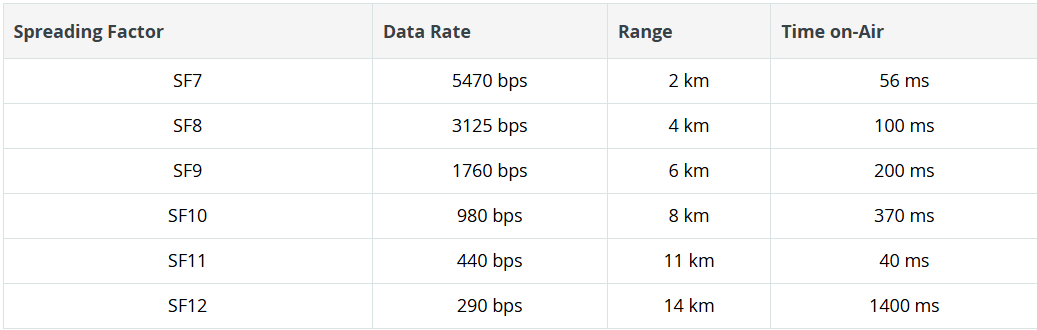 Spreading Factor Data Rate Range Time on-Air
SF7 5470 bps 2 km 56 ms
SF8 3125 bps 4 km 100 ms
SF9 1760 bps 6 km 200 ms
SF10 980 bps 8 km 370 ms
SF11 440 bps 11 km 40 ms
SF12 290 bps 14 km 1400 ms